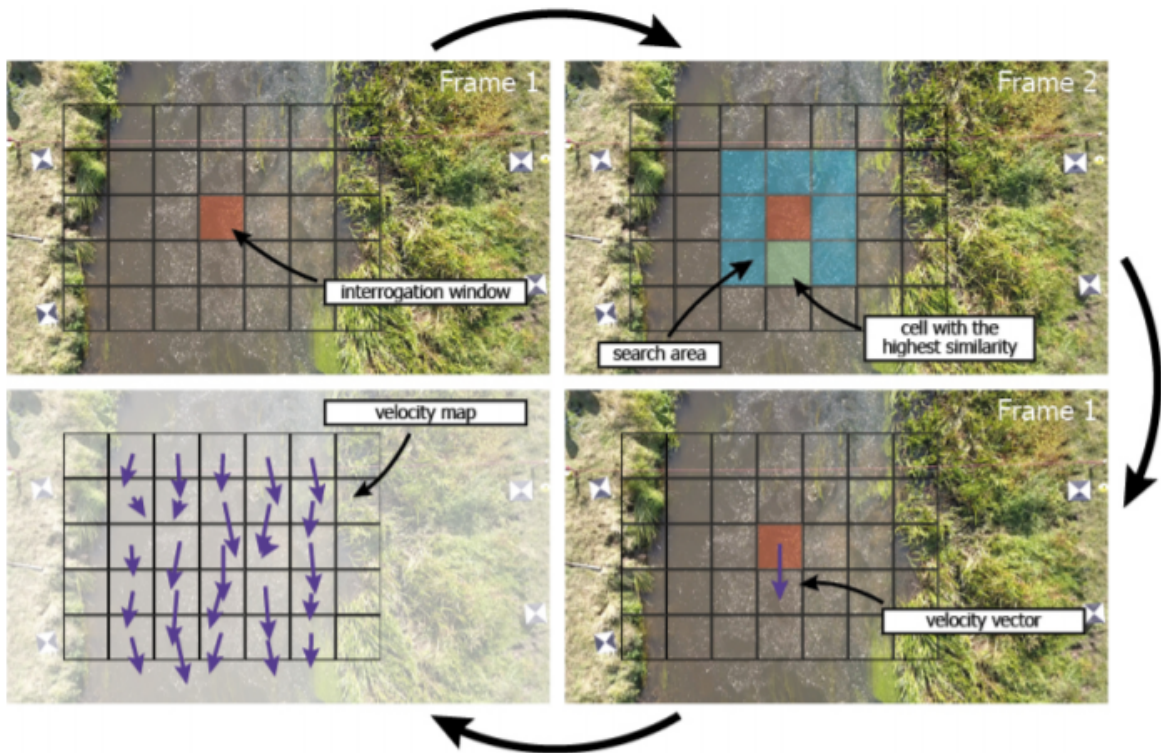 Frame 1
Frame 2
interrogation window
search area
cell with the
highest similarity
velocity map
Frame 1
velocity vector